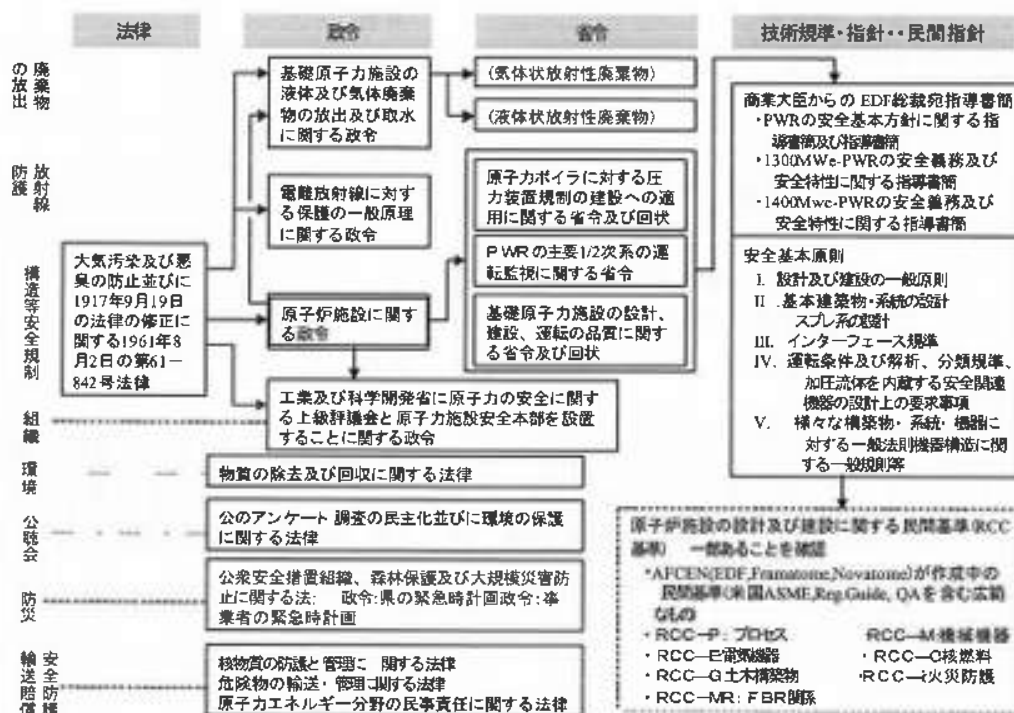 法律
政令
省令
技術規準・指針・・民間指針
廃棄物
の放出
放射線
防護
構造等安全規制
組織
環境
公聴会
防災
安全防護
輸送賠償
大気汚染及び悪
臭の防止並びに
1917年9月19日
の法律の修正に
関する1961年8
月2日の第61－
842号法律
基礎原子力施設の
液体及び気体廃棄
物の放出及び取水
に関する政令
電離放射線に対す
る保護の一般原理
に関する政令
原子炉施設に関す
る政令
工業及び科学開発省に原子力の安全に関す
る上級評議会と原子力施設安全本部を設置
することに関する政令
物質の除去及び回収に関する法律
公のアンケート調査の民主化並びに環境の保護
に関する法律
公衆安全措置組織、森林保護及び大規模災害防
止に関する法: 政令:県の緊急時計画政令:事
業者の緊急時計画
核物質の防護と管理に 関する法律
危険物の輸送・管理に関する法律
原子力エネルギー分野の民事責任に関する法律
(気体状放射性廃棄物)
(液体状放射性廃棄物)
原子力ボイラに対する圧
力装置規制の建設への適
用に関する省令及び回状
PWRの主要1/2次系の運
転監視に関する省令
基礎原子力施設の設計、
建設、運転の品質に関す
る省令及び回状
商業大臣からの EDF総裁宛指導書簡
・PWRの安全基本方針に関する指
導書簡及び指導書簡
・1300MWe-PWRの安全義務及び
安全特性に関する指導書簡
・1400Mwe-PWRの安全義務及び
安全特性に関する指導書簡
安全基本原則
I. 設計及び建設の一般原則
II .基本建築物・系統の設計
スプレ系の設計
III. インターフェース規準
IV. 運転条件及び解析、分類規準、
加圧流体を内蔵する安全関連
機器の設計上の要求事項
V. 様々な構築物・系統・機器に
対する一般法則機器構造に関
する一般規則等
原子炉施設の設計及び建設に関する民間基準(RCC
基準) 一部あることを確認
・AFCEN(EDF,Framatome,Novatome)が作成中の
民間基準(米国ASME,Reg.Guide, QAを含む広範
なもの
・RCC—P: プロセス RCC—M:機械機器
・RCC—E:電気機器 ・RCC—C核燃料
・RCC—G土木構築物 ・RCC—I:火災防護
・RCC—MR: FBR関係